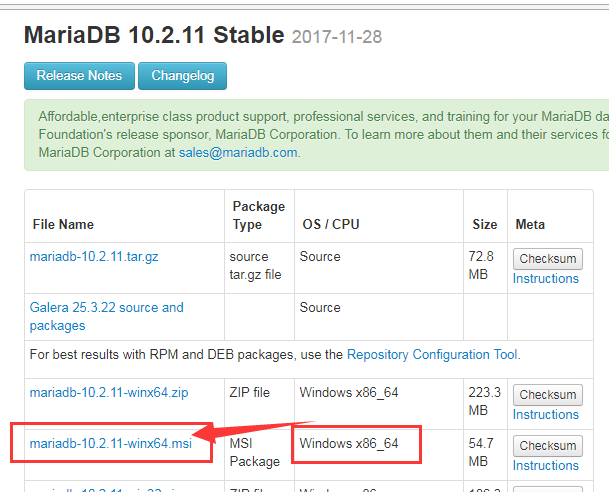 MariaDB 10.2.11 Stable 2017-11-28
Release Notes Changelog
Affordable,enterprise class product support, professional services, and training for your MariaDB da
Foundation's release sponsor, MariaDB Corporation. To learn more about them and their services fo
MariaDB Corporation at sales@mariadb.com.
File Name Package Type OS / CPU Size Meta
mariadb-10.2.11.tar.gz source tar.gz file Source 72.8 MB Checksum Instructions
Galera 25.3.22 source and packages Source
For best results with RPM and DEB packages, use the Repository Configuration Tool.
mariadb-10.2.11-winx64.zip ZIP file Windows x86_64 223.3 MB Checksum Instructions
mariadb-10.2.11-winx64.msi MSI Package Windows x86_64 54.7 MB Checksum Instructions